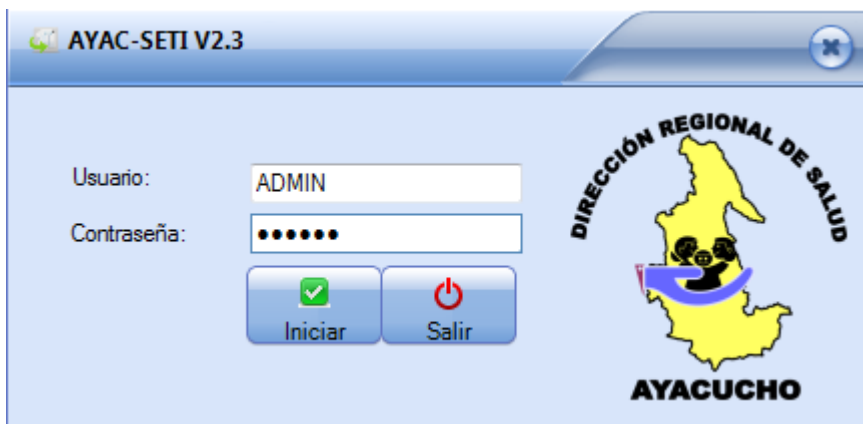 AYAC-SETI V2.3
DIRECCIÓN REGIONAL DE SALUD
Usuario:
ADMIN
Contraseña:
••••••
Iniciar
Salir
AYACUCHO